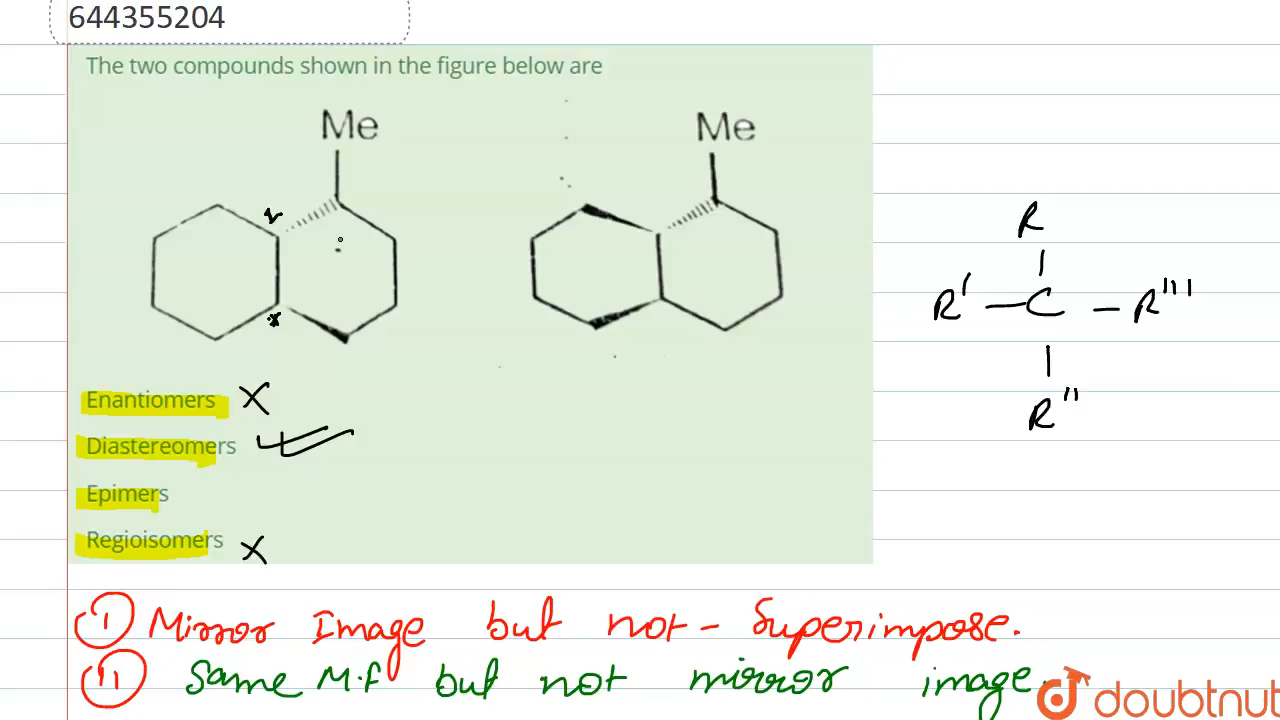 644355204
The two compounds shown in the figure below are
Me
Me
R
R' — C — R'''
R''
Enantiomers X
Diastereomers
Epimers
Regioisomers X
I Mirror Image but not - Superimpose.
II Same M.f but not mirror image.
doubtnut